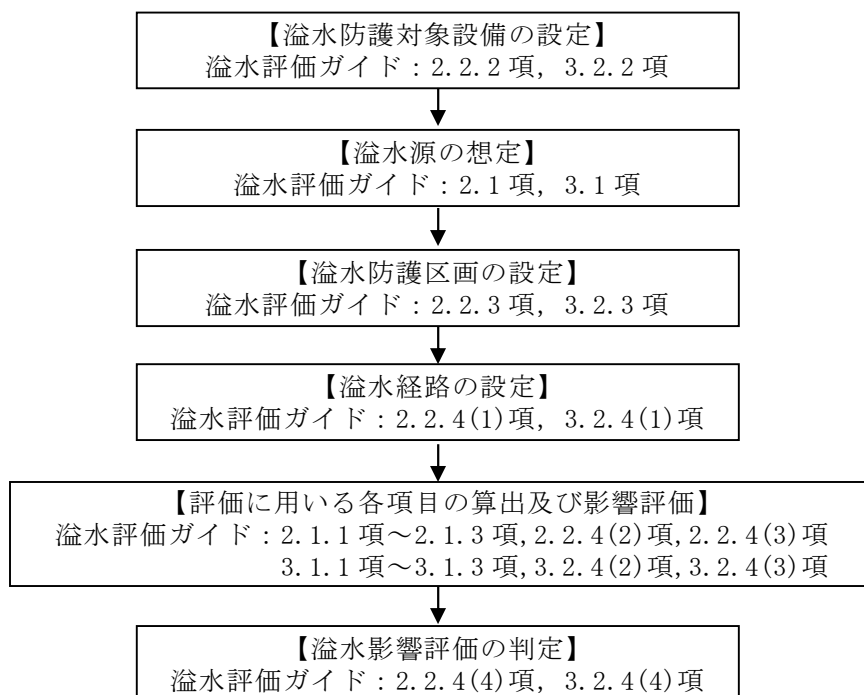 【溢水防護対象設備の設定】
溢水評価ガイド：2.2.2 項, 3.2.2 項
【溢水源の想定】
溢水評価ガイド：2.1 項, 3.1 項
【溢水防護区画の設定】
溢水評価ガイド：2.2.3 項, 3.2.3 項
【溢水経路の設定】
溢水評価ガイド：2.2.4(1)項, 3.2.4(1)項
【評価に用いる各項目の算出及び影響評価】
溢水評価ガイド：2.1.1 項～2.1.3 項,2.2.4(2)項,2.2.4(3)項
3.1.1 項～3.1.3 項,3.2.4(2)項,3.2.4(3)項
【溢水影響評価の判定】
溢水評価ガイド：2.2.4(4)項, 3.2.4(4)項